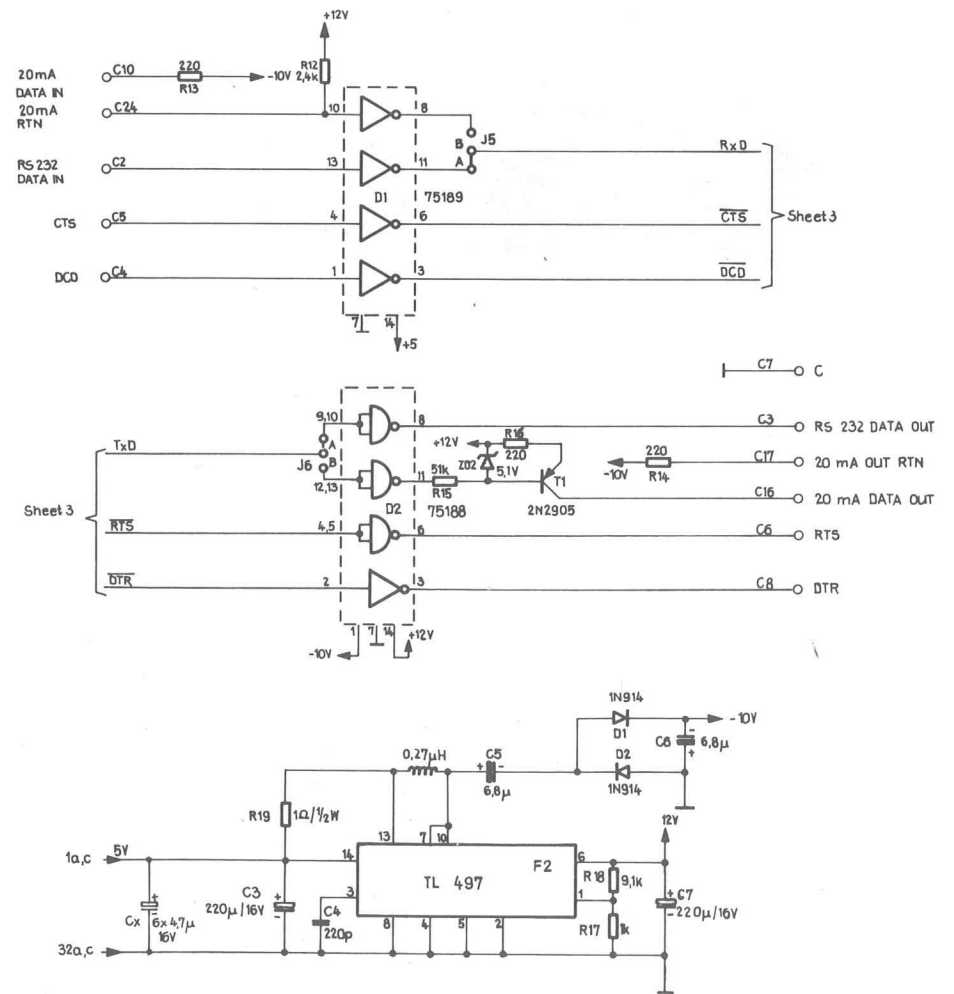 +12V
20mA
DATA IN
C10
220
R13
-10V
R12
2,4k
20mA
RTN
C24
10
8
B
J5
A
RxD
RS 232
DATA IN
C2
13
11
D1
75189
CTS
C5
4
6
CTS
Sheet 3
DCD
C4
1
3
DCD
7
14
+5
C7
C
9,10
8
C3
RS 232 DATA OUT
TxD
A
J6
B
12,13
11
51k
R15
+12V
R16
220
Z02
5,1V
T1
2N2905
-10V
220
R14
C17
20 mA OUT RTN
C16
20 mA DATA OUT
D2
75188
Sheet 3
RTS
4,5
6
C6
RTS
DTR
2
3
C8
DTR
1
7
14
+12V
-10V
1N914
D1
-10V
0,27µH
C5
+
-
6,8µ
D2
1N914
C6
-
+
6,8µ
R19
1Ω/½W
13
7
10
12V
1a,c
5V
14
TL 497
F2
6
R18
9,1k
1
Cx
+
-
6x4,7µ
16V
C3
220µ/16V
+
-
3
C4
220p
8
4
5
2
R17
1k
C7
+
-
220µ/16V
32a,c